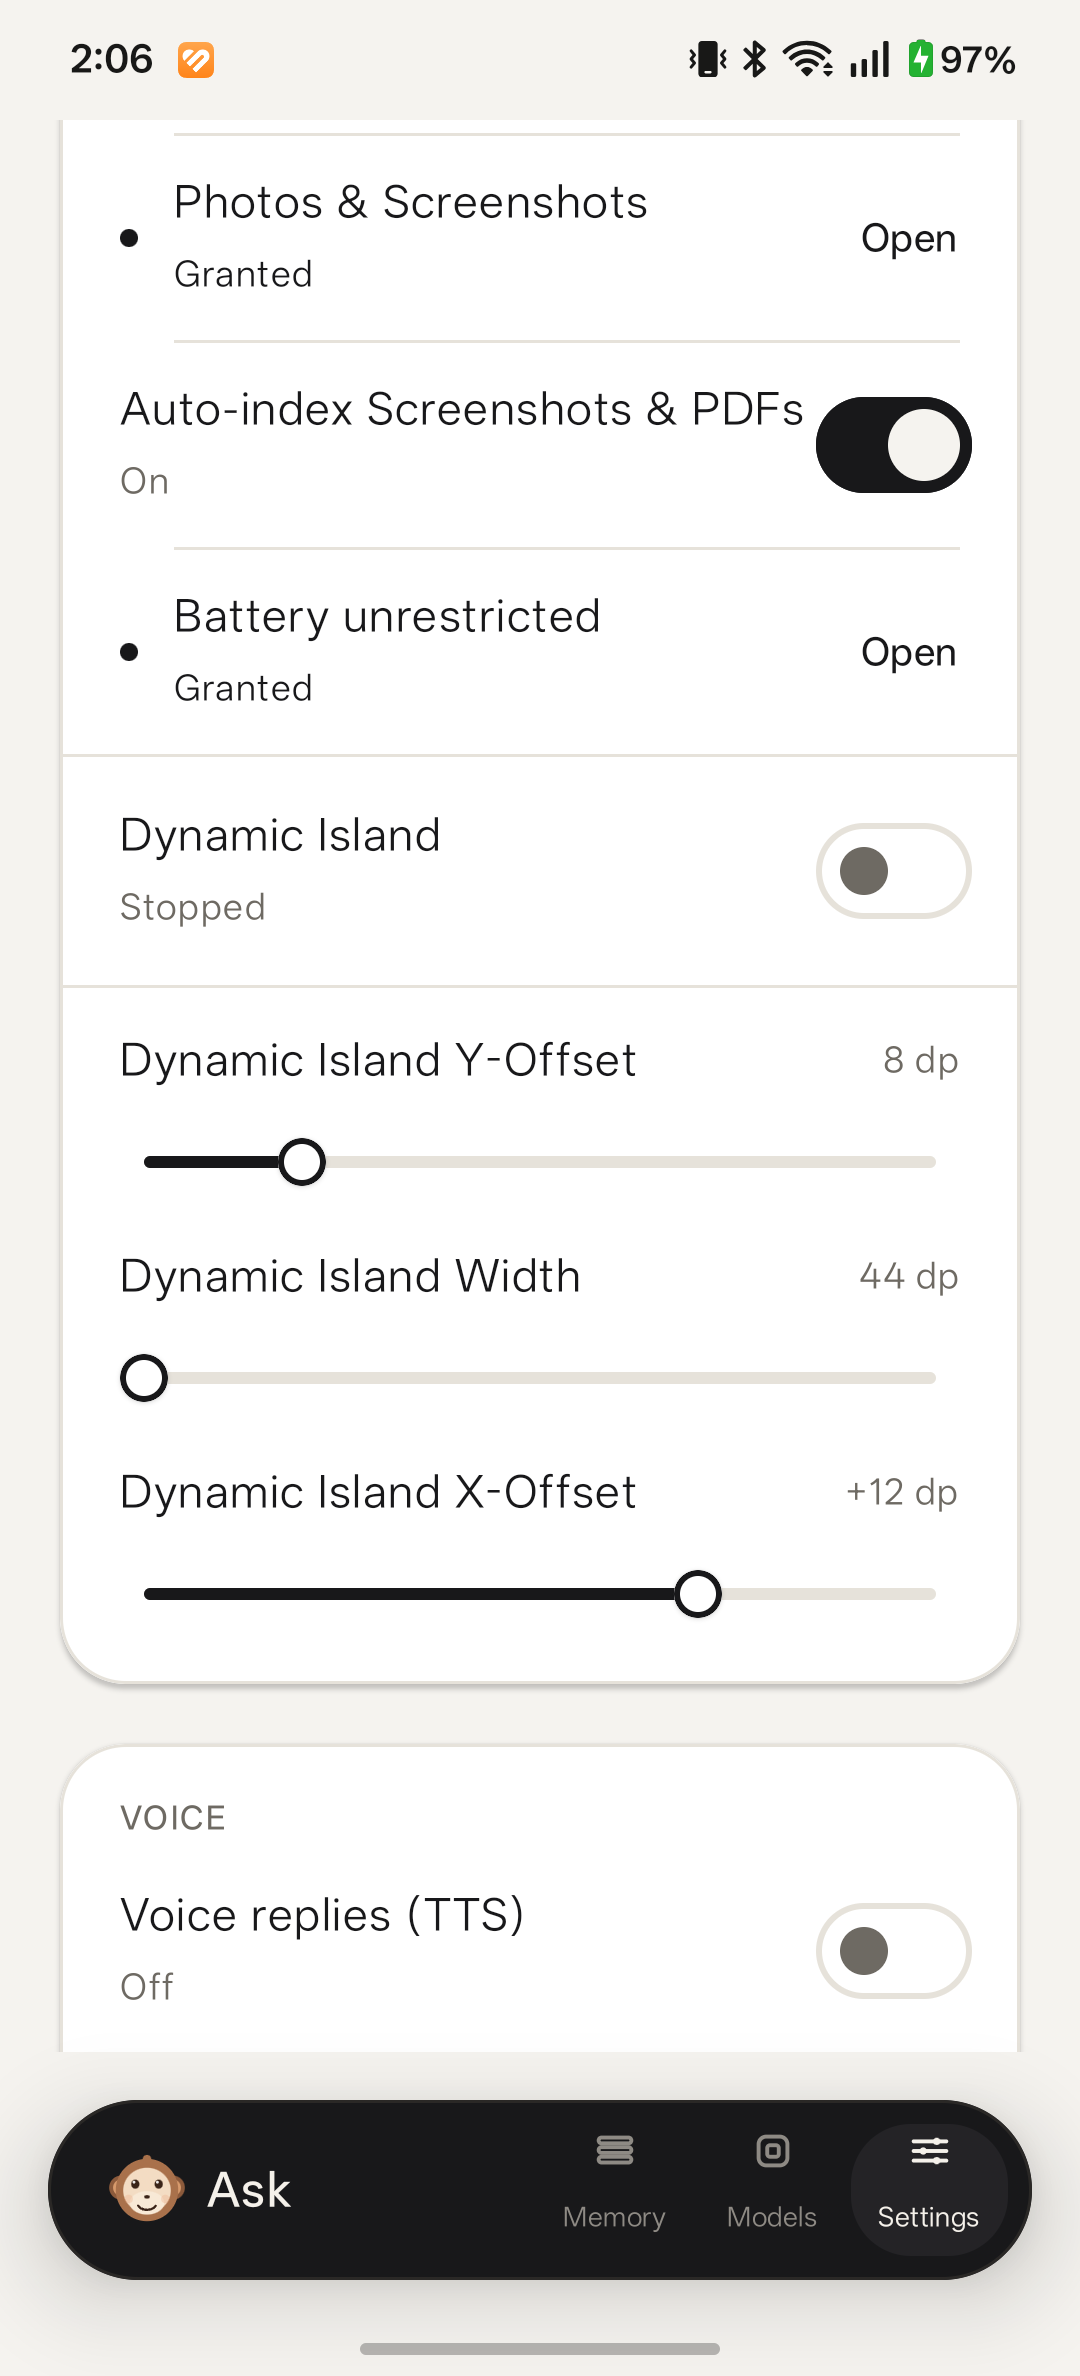 2:06
97%
Photos & Screenshots
Granted
Open
Auto-index Screenshots & PDFs
On
Battery unrestricted
Granted
Open
Dynamic Island
Stopped
Dynamic Island Y-Offset
8 dp
Dynamic Island Width
44 dp
Dynamic Island X-Offset
+12 dp
VOICE
Voice replies (TTS)
Off
Ask
Memory
Models
Settings